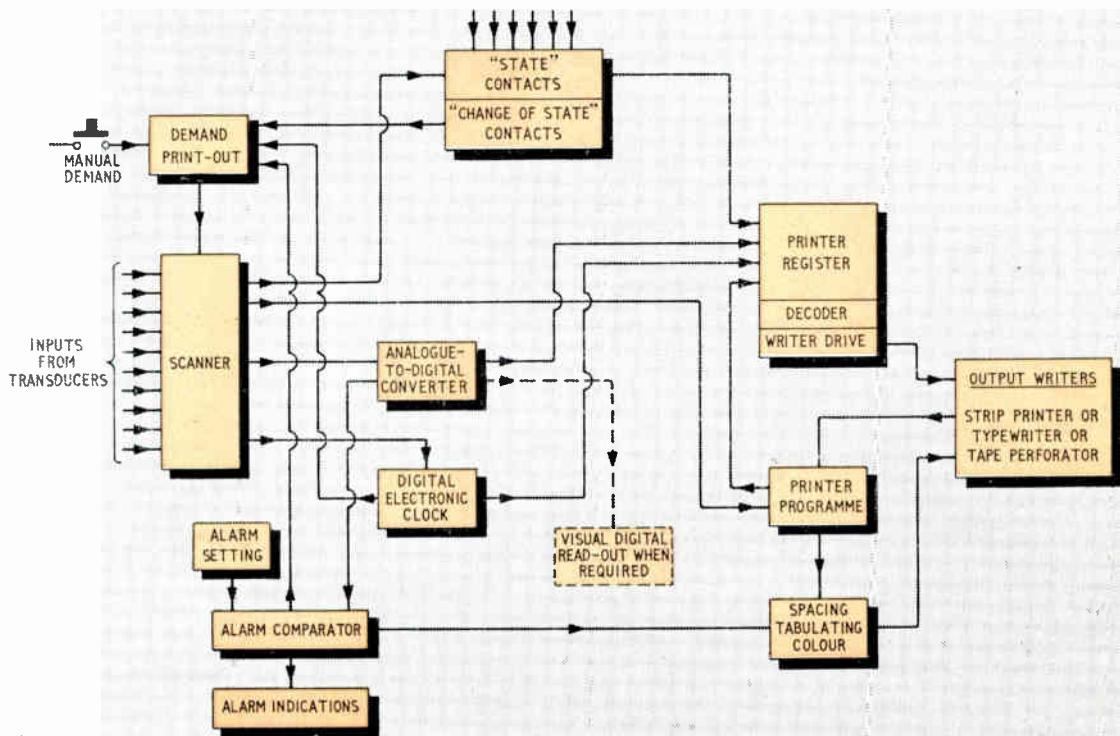 "STATE"
CONTACTS
"CHANGE OF STATE"
CONTACTS
DEMAND
PRINT-OUT
MANUAL
DEMAND
PRINTER
REGISTER
DECODER
WRITER DRIVE
INPUTS
FROM
TRANSDUCERS
SCANNER
ANALOGUE-
TO-DIGITAL
CONVERTER
OUTPUT WRITERS
STRIP PRINTER OR
TYPEWRITER OR
TAPE PERFORATOR
DIGITAL
ELECTRONIC
CLOCK
PRINTER
PROGRAMME
ALARM
SETTING
VISUAL DIGITAL
READ-OUT WHEN
REQUIRED
ALARM COMPARATOR
SPACING
TABULATING
COLOUR
ALARM INDICATIONS